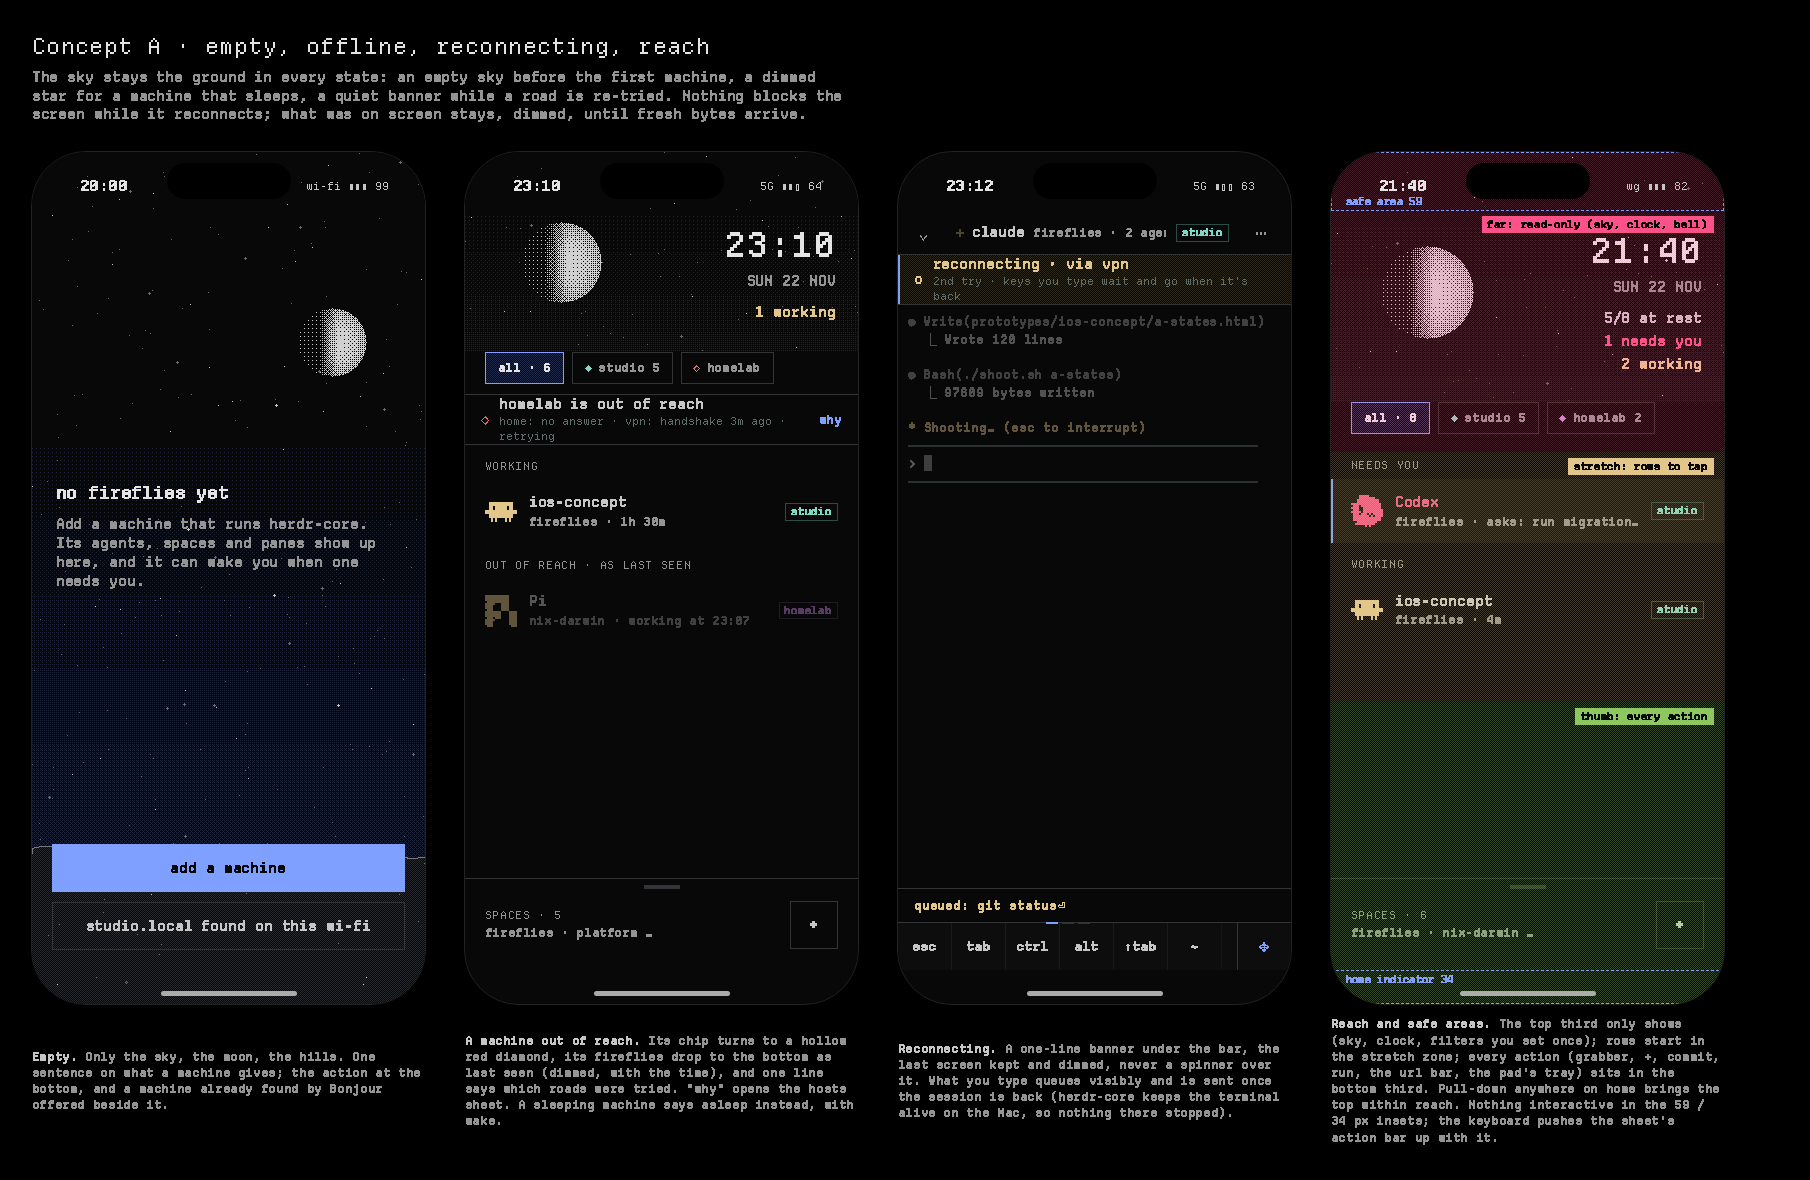 Concept A · empty, offline, reconnecting, reach
The sky stays the ground in every state: an empty sky before the first machine, a dimmed
star for a machine that sleeps, a quiet banner while a road is re-tried. Nothing blocks the
screen while it reconnects; what was on screen stays, dimmed, until fresh bytes arrive.
20:00
wi-fi 99
no fireflies yet
Add a machine that runs herdr-core.
Its agents, spaces and panes show up
here, and it can wake you when one
needs you.
add a machine
studio.local found on this wi-fi
Empty. Only the sky, the moon, the hills. One
sentence on what a machine gives; the action at the
bottom, and a machine already found by Bonjour
offered beside it.
23:10
5G 64
23:10
SUN 22 NOV
1 working
all · 6
◆ studio 5
◇ homelab
◇ homelab is out of reach
home: no answer · vpn: handshake 3m ago ·
retrying
why
WORKING
ios-concept
fireflies · 1h 30m
studio
OUT OF REACH · AS LAST SEEN
Pi
nix-darwin · working at 23:07
homelab
SPACES · 5
fireflies · platform …
+
A machine out of reach. Its chip turns to a hollow
red diamond, its fireflies drop to the bottom as
last seen (dimmed, with the time), and one line
says which roads were tried. "why" opens the hosts
sheet. A sleeping machine says asleep instead, with
wake.
23:12
5G 63
+ claude fireflies · 2 agen
studio
⋯
reconnecting · via vpn
2nd try · keys you type wait and go when it's
back
● Write(prototypes/ios-concept/a-states.html)
⎿ Wrote 120 lines
● Bash(./shoot.sh a-states)
⎿ 97609 bytes written
* Shooting… (esc to interrupt)
>
queued: git status⏎
esc
tab
ctrl
alt
↑tab
~
Reconnecting. A one-line banner under the bar, the
last screen kept and dimmed, never a spinner over
it. What you type queues visibly and is sent once
the session is back (herdr-core keeps the terminal
alive on the Mac, so nothing there stopped).
21:40
wg 82
safe area 59
far: read-only (sky, clock, bell)
21:40
SUN 22 NOV
5/8 at rest
1 needs you
2 working
all · 8
◆ studio 5
◆ homelab 2
NEEDS YOU
stretch: rows to tap
Codex
fireflies · asks: run migration…
studio
WORKING
ios-concept
fireflies · 4m
studio
thumb: every action
SPACES · 6
fireflies · nix-darwin …
+
home indicator 34
Reach and safe areas. The top third only shows
(sky, clock, filters you set once); rows start in
the stretch zone; every action (grabber, +, commit,
run, the url bar, the pad's tray) sits in the
bottom third. Pull-down anywhere on home brings the
top within reach. Nothing interactive in the 59 /
34 px insets; the keyboard pushes the sheet's
action bar up with it.